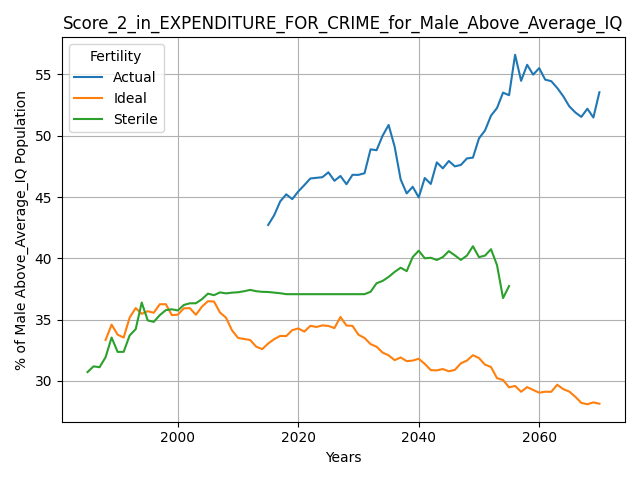 Score_2_in_EXPENDITURE_FOR_CRIME_for_Male_Above_Average_IQ
% of Male Above_Average_IQ Population
Fertility
Actual
Ideal
Sterile
55
50
45
40
35
30
2000 2020 2040 2060
Years